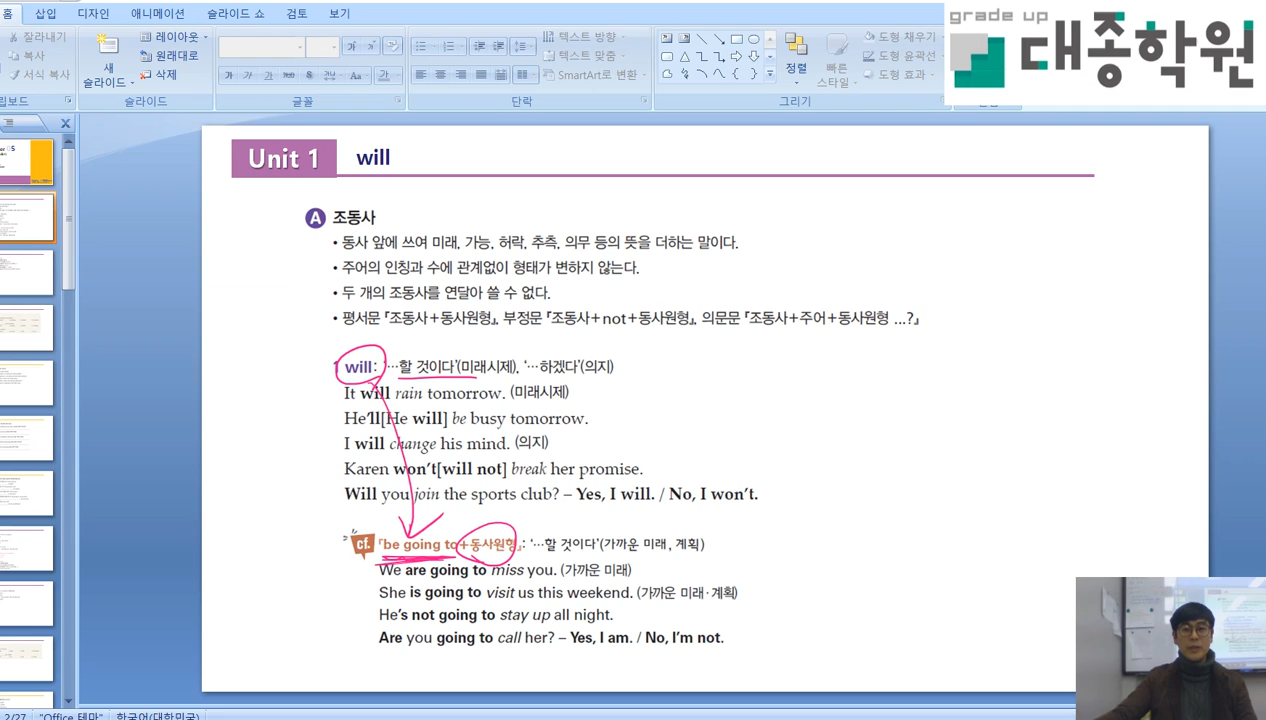 홈 삽입 디자인 애니메이션 슬라이드 쇼 검토 보기
잘라내기
복사
서식 복사
새 슬라이드
레이아웃
원래대로
삭제
텍스트 방향
텍스트 맞춤
SmartArt로 변환
정렬
빠른 스타일
도형 채우기
도형 윤곽선
도형 효과
슬라이드 글꼴 단락 그리기
grade up
대종학원
Unit 1 will
A 조동사
• 동사 앞에 쓰여 미래, 가능, 허락, 추측, 의무 등의 뜻을 더하는 말이다.
• 주어의 인칭과 수에 관계없이 형태가 변하지 않는다.
• 두 개의 조동사를 연달아 쓸 수 없다.
• 평서문 『조동사+동사원형』, 부정문 『조동사+not+동사원형』, 의문문 『조동사+주어+동사원형 ...?』
1 will: ‘…할 것이다’(미래시제), ‘…하겠다’(의지)
It will rain tomorrow. (미래시제)
He’ll[He will] be busy tomorrow.
I will change his mind. (의지)
Karen won’t[will not] break her promise.
Will you join the sports club? – Yes, I will. / No, I won’t.
cf. 『be going to+동사원형』: ‘…할 것이다’(가까운 미래, 계획)
We are going to miss you. (가까운 미래)
She is going to visit us this weekend. (가까운 미래·계획)
He’s not going to stay up all night.
Are you going to call her? – Yes, I am. / No, I’m not.
2/27 "Office 테마" 한국어(대한민국)